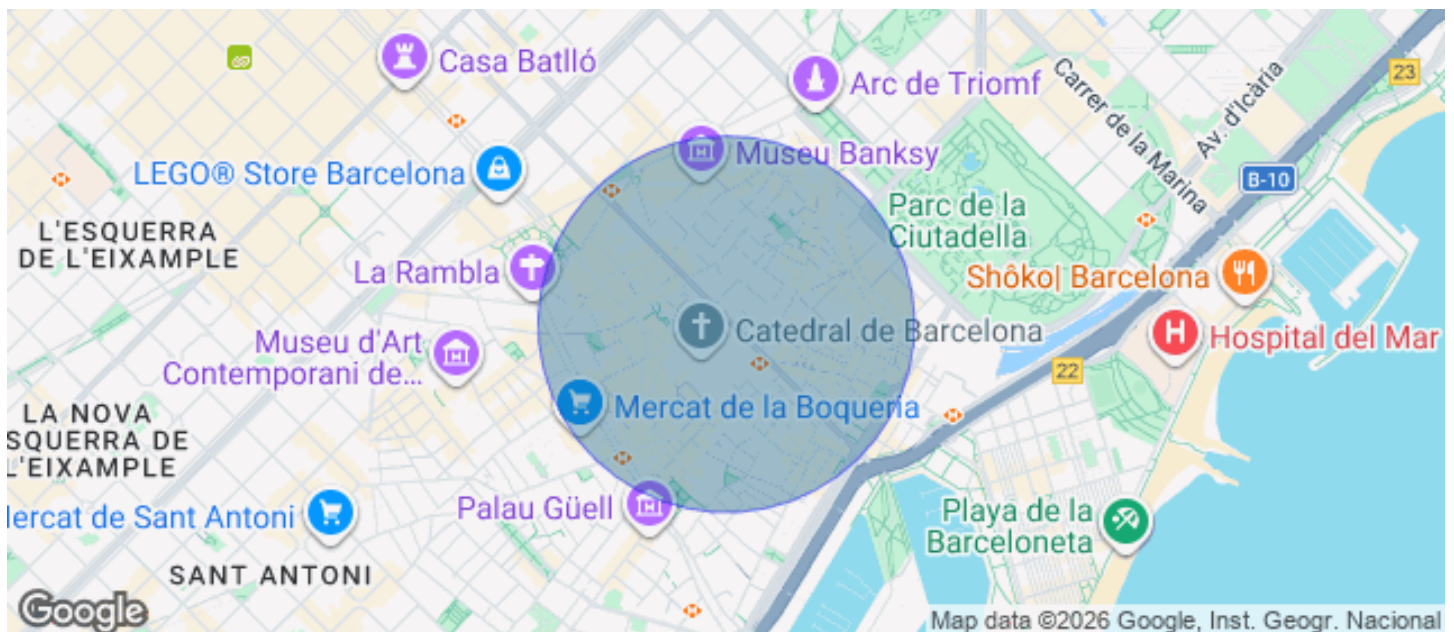 Casa Batlló
Arc de Triomf
Carrer de la Marina
Av. d'Icària
23
LEGO® Store Barcelona
Museu Banksy
B-10
L'ESQUERRA
DE L'EIXAMPLE
Parc de la
Ciutadella
La Rambla
Shôko| Barcelona
Museu d'Art
Contemporani de...
Catedral de Barcelona
Hospital del Mar
22
LA NOVA
SQUERRA DE
L'EIXAMPLE
Mercat de la Boqueria
Mercat de Sant Antoni
Palau Güell
Playa de la
Barceloneta
SANT ANTONI
Google
Map data ©2026 Google, Inst. Geogr. Nacional